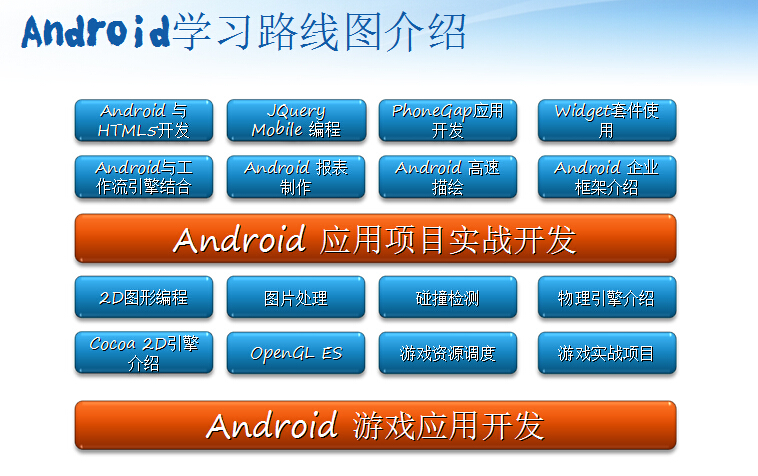 Android学习路线图介绍
Android 与
HTML5开发
JQuery
Mobile 编程
PhoneGap应用
开发
Widget套件使
用
Android与工
作流引擎结合
Android 报表
制作
Android 高速
描绘
Android 企业
框架介绍
Android 应用项目实战开发
2D图形编程
图片处理
碰撞检测
物理引擎介绍
Cocoa 2D引擎
介绍
OpenGL ES
游戏资源调度
游戏实战项目
Android 游戏应用开发